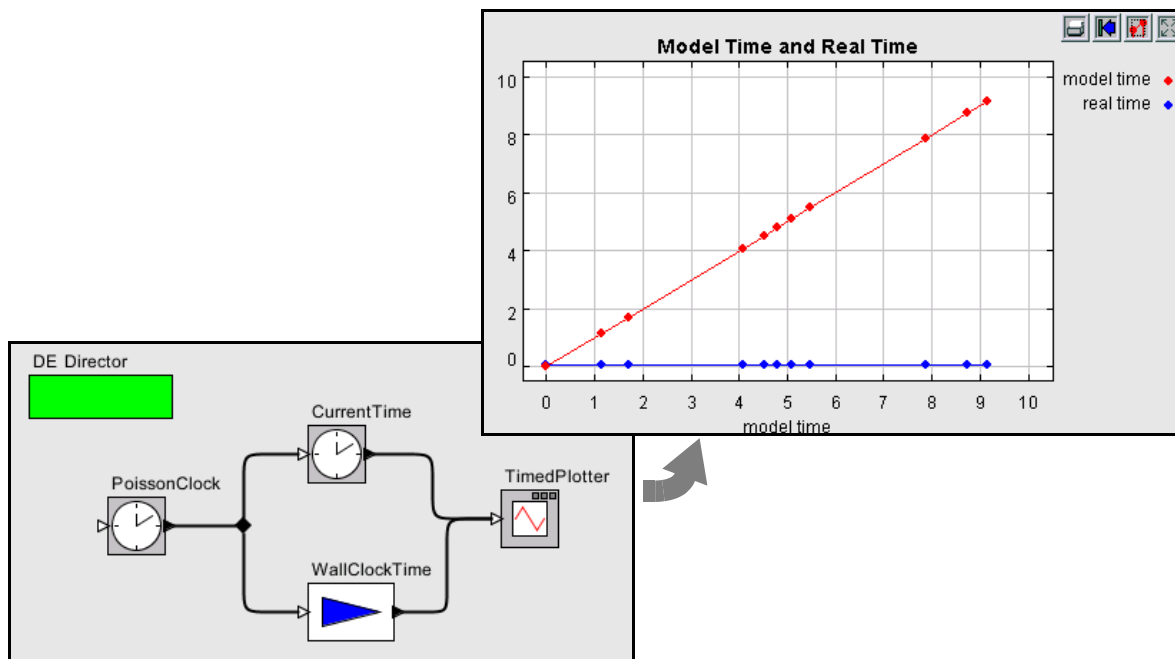 Model Time and Real Time
model time
real time
10
8
6
4
2
0
0 1 2 3 4 5 6 7 8 9 10
model time
DE Director
CurrentTime
PoissonClock
TimedPlotter
WallClockTime